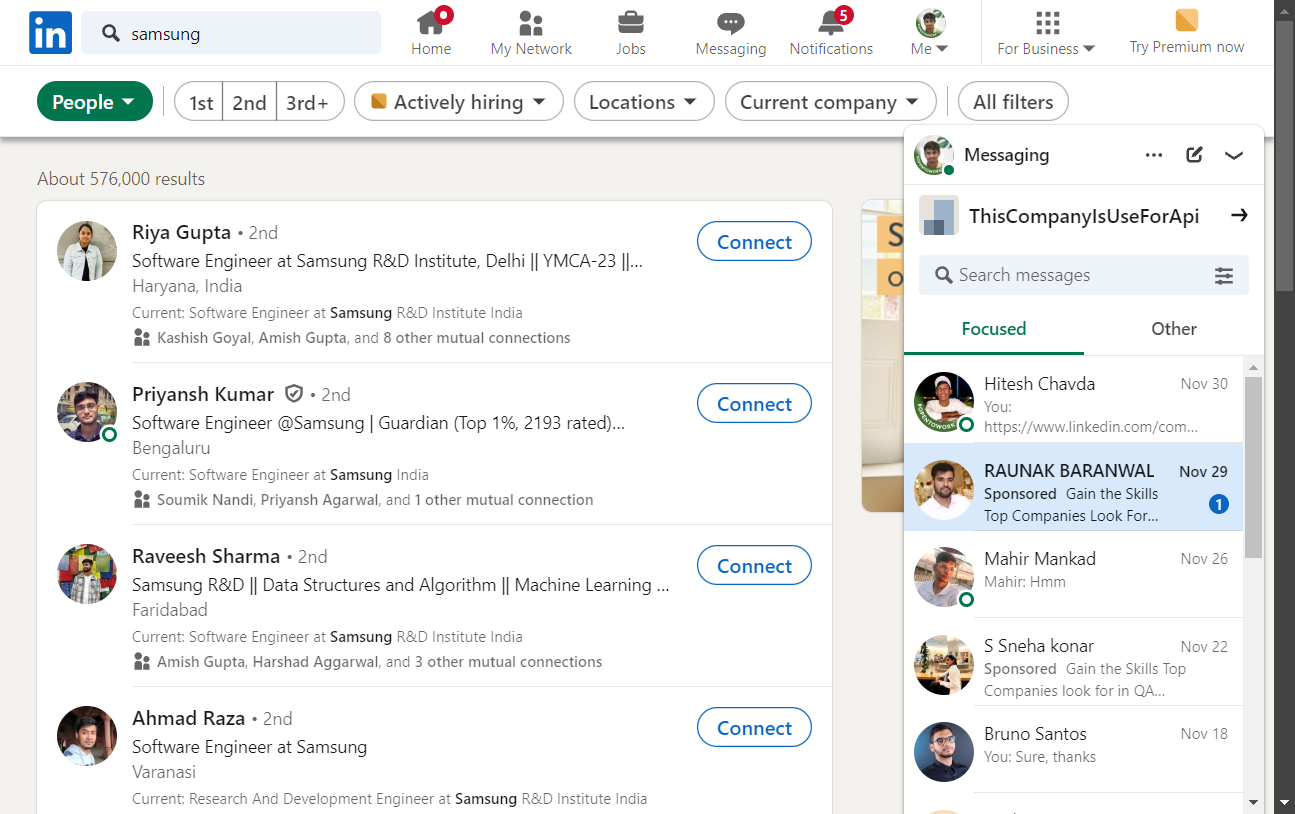 in
samsung
Home
My Network
Jobs
Messaging
5
Notifications
Me
For Business
Try Premium now
People
1st
2nd
3rd+
Actively hiring
Locations
Current company
All filters
About 576,000 results
Riya Gupta • 2nd
Software Engineer at Samsung R&D Institute, Delhi || YMCA-23 ||...
Haryana, India
Current: Software Engineer at Samsung R&D Institute India
Kashish Goyal, Amish Gupta, and 8 other mutual connections
Connect
Priyansh Kumar • 2nd
Software Engineer @Samsung | Guardian (Top 1%, 2193 rated)...
Bengaluru
Current: Software Engineer at Samsung India
Soumik Nandi, Priyansh Agarwal, and 1 other mutual connection
Connect
Raveesh Sharma • 2nd
Samsung R&D || Data Structures and Algorithm || Machine Learning ...
Faridabad
Current: Software Engineer at Samsung R&D Institute India
Amish Gupta, Harshad Aggarwal, and 3 other mutual connections
Connect
Ahmad Raza • 2nd
Software Engineer at Samsung
Varanasi
Current: Research And Development Engineer at Samsung R&D Institute India
Connect
Messaging
ThisCompanyIsUseForApi
Search messages
Focused
Other
Hitesh Chavda
Nov 30
You:
https://www.linkedin.com/com...
#OPENTOWORK
RAUNAK BARANWAL
Nov 29
Sponsored Gain the Skills
Top Companies Look For...
1
Mahir Mankad
Nov 26
Mahir: Hmm
S Sneha konar
Nov 22
Sponsored Gain the Skills Top
Companies look for in QA...
Bruno Santos
Nov 18
You: Sure, thanks